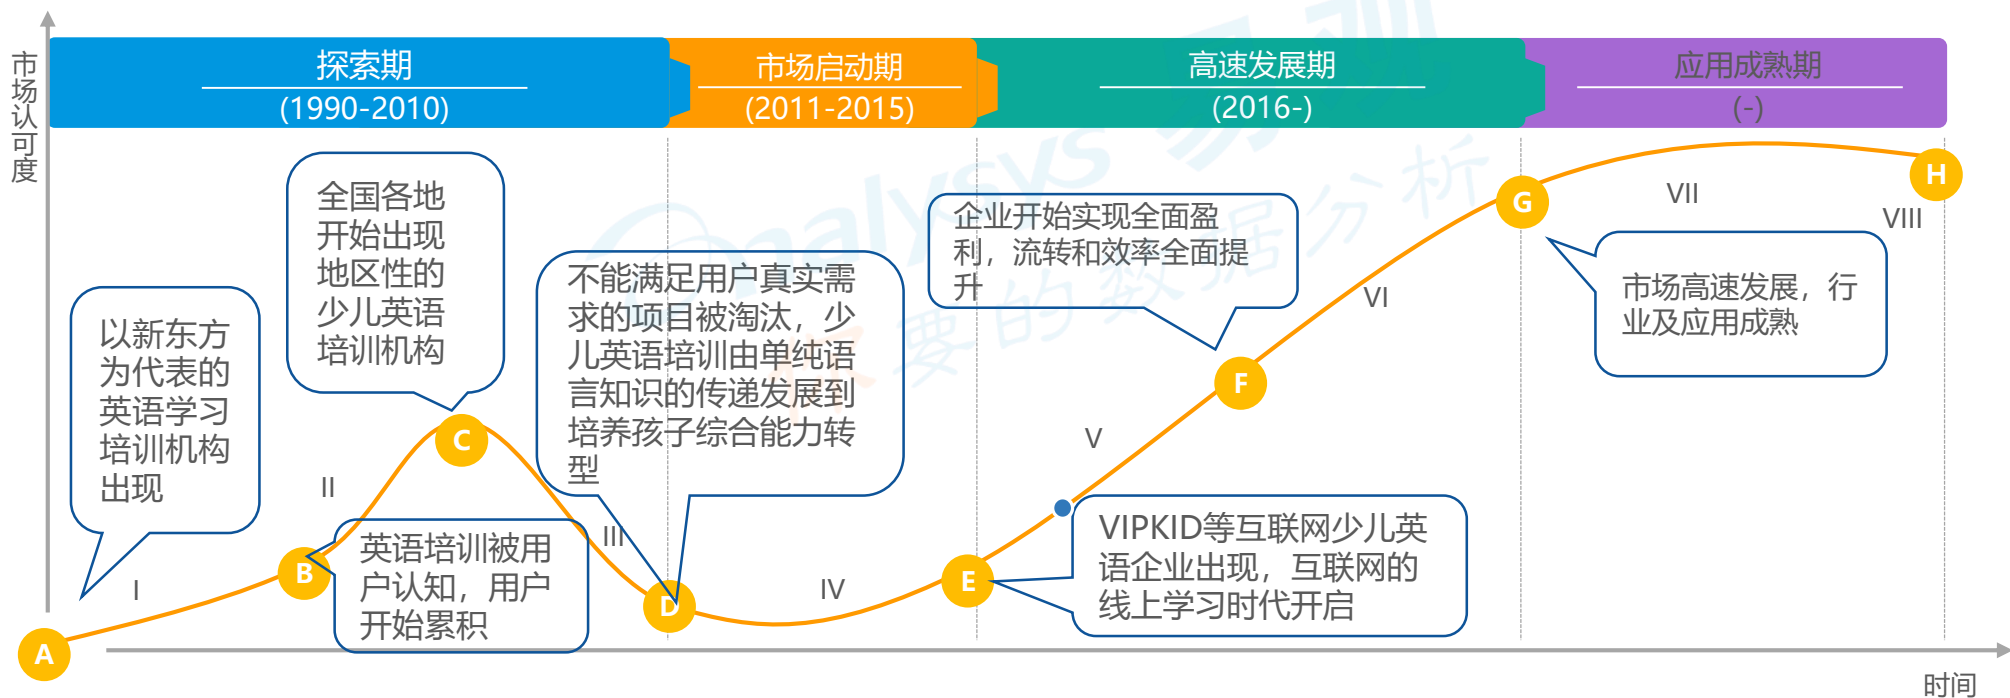 市场认可度
探索期
(1990-2010)
市场启动期
(2011-2015)
高速发展期
(2016-)
应用成熟期
(-)
以新东方
为代表的
英语学习
培训机构
出现
全国各地
开始出现
地区性的
少儿英语
培训机构
不能满足用户真实需
求的项目被淘汰，少
儿英语培训由单纯语
言知识的传递发展到
培养孩子综合能力转
型
企业开始实现全面盈
利，流转和效率全面提
升
市场高速发展，行
业及应用成熟
英语培训被用
户认知，用户
开始累积
VIPKID等互联网少儿英
语企业出现，互联网的
线上学习时代开启
A
I
B
II
C
III
D
IV
E
V
F
VI
G
VII
VIII
H
时间
analysys 易观
你要的数据分析